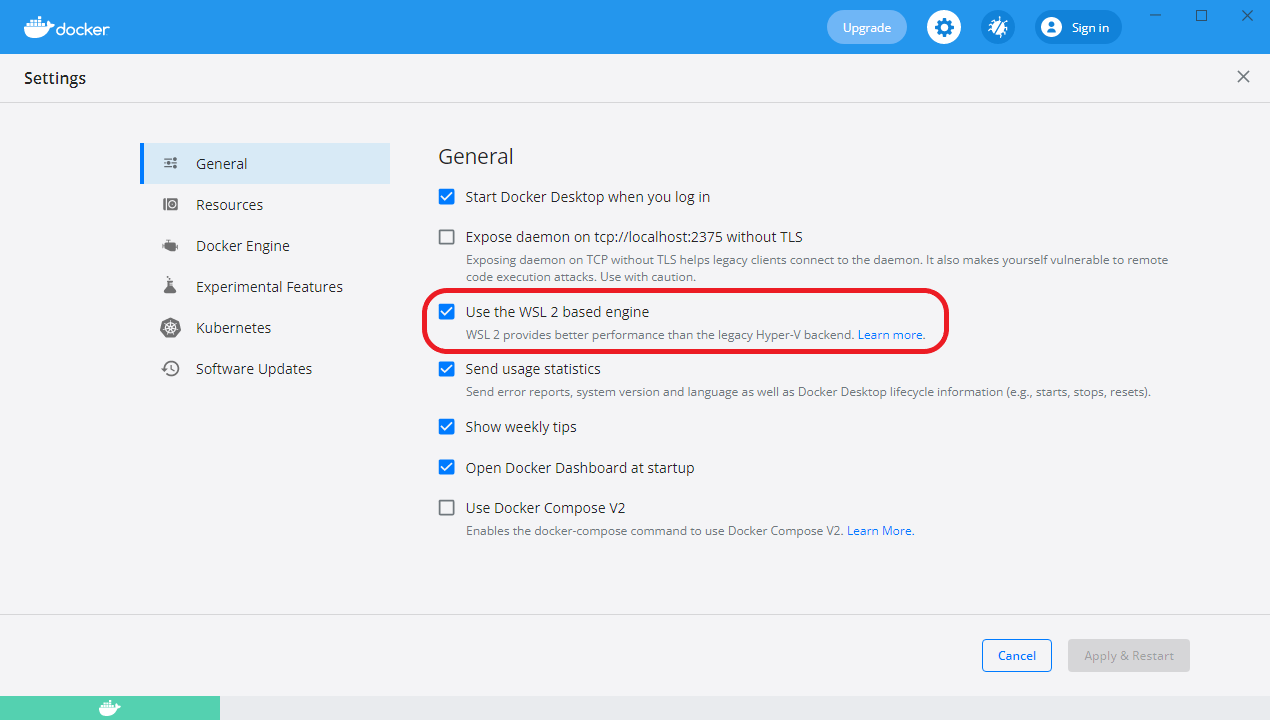 docker
Upgrade
Sign in
Settings
General
Resources
Docker Engine
Experimental Features
Kubernetes
Software Updates
General
Start Docker Desktop when you log in
Expose daemon on tcp://localhost:2375 without TLS
Exposing daemon on TCP without TLS helps legacy clients connect to the daemon. It also makes yourself vulnerable to remote
code execution attacks. Use with caution.
Use the WSL 2 based engine
WSL 2 provides better performance than the legacy Hyper-V backend. Learn more.
Send usage statistics
Send error reports, system version and language as well as Docker Desktop lifecycle information (e.g., starts, stops, resets).
Show weekly tips
Open Docker Dashboard at startup
Use Docker Compose V2
Enables the docker-compose command to use Docker Compose V2. Learn More.
Cancel
Apply & Restart